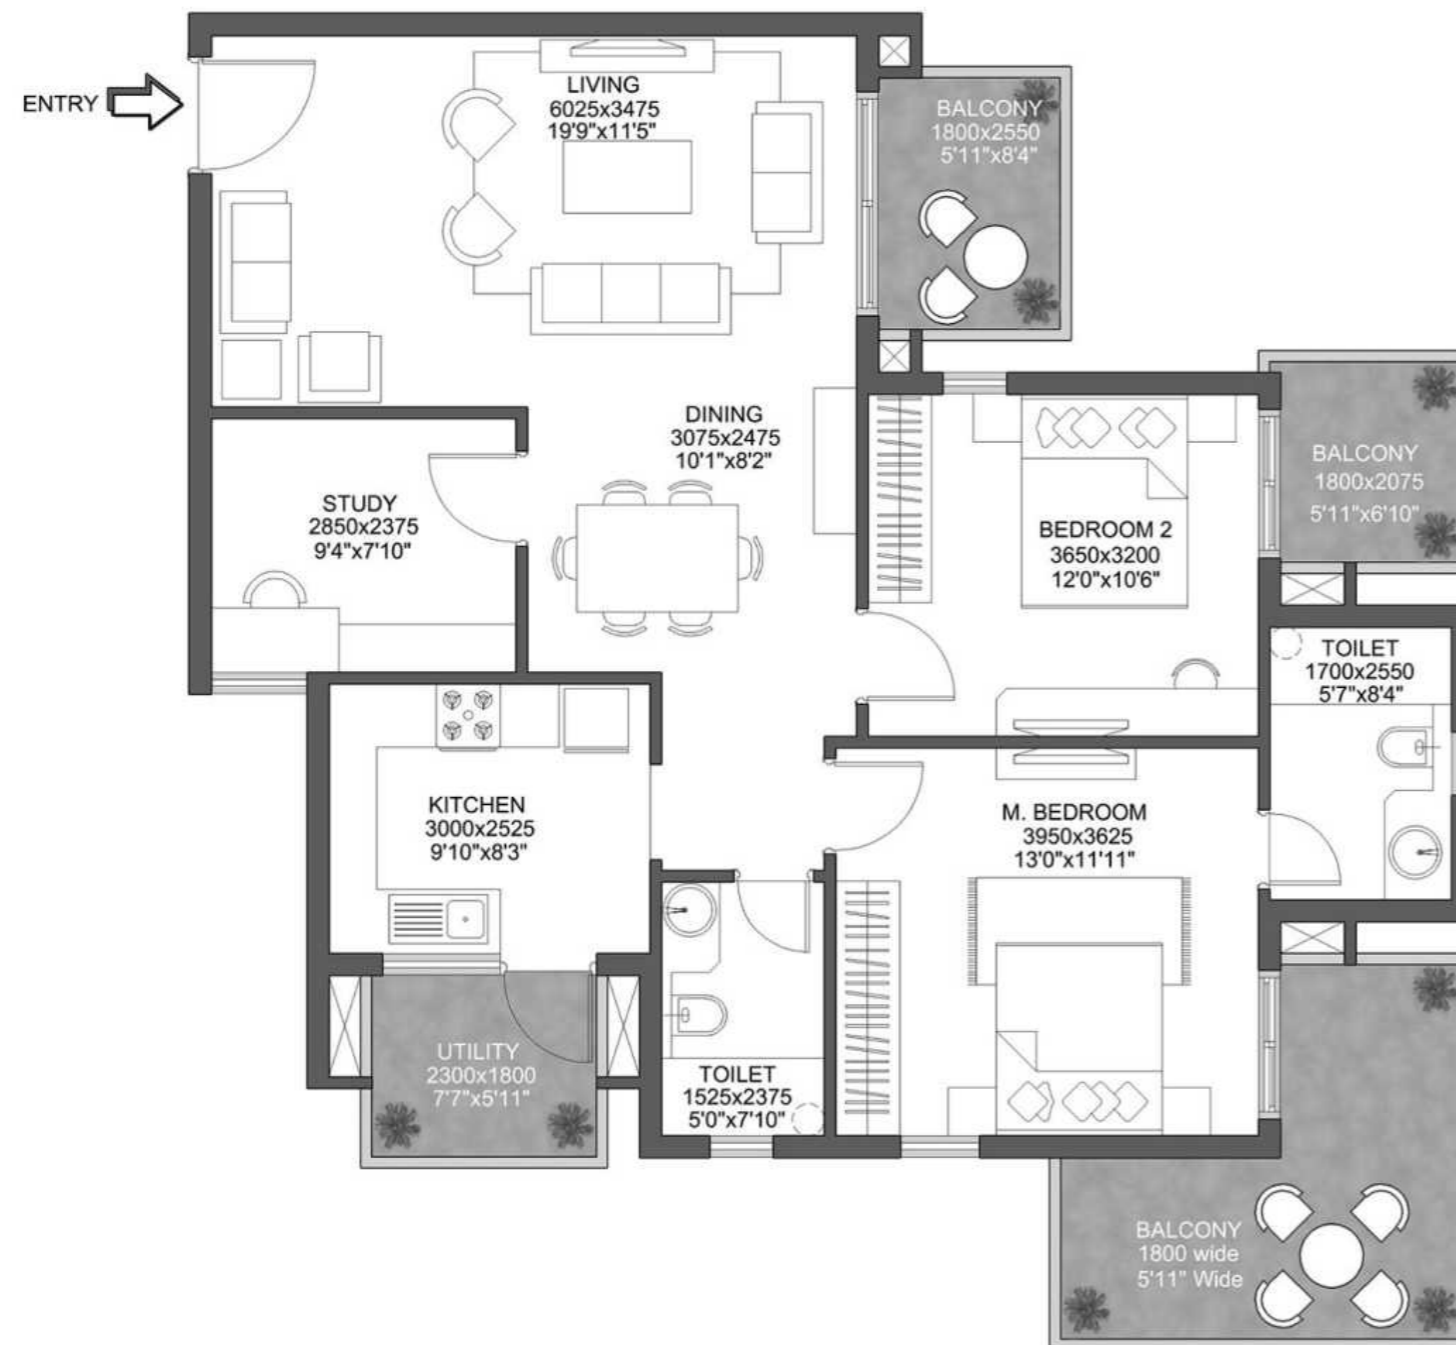 ENTRY
LIVING
6025x3475
19'9"x11'5"
BALCONY
1800x2550
5'11"x8'4"
DINING
3075x2475
10'1"x8'2"
STUDY
2850x2375
9'4"x7'10"
BEDROOM 2
3650x3200
12'0"x10'6"
BALCONY
1800x2075
5'11"x6'10"
TOILET
1700x2550
5'7"x8'4"
KITCHEN
3000x2525
9'10"x8'3"
M. BEDROOM
3950x3625
13'0"x11'11"
UTILITY
2300x1800
7'7"x5'11"
TOILET
1525x2375
5'0"x7'10"
BALCONY
1800 wide
5'11" Wide